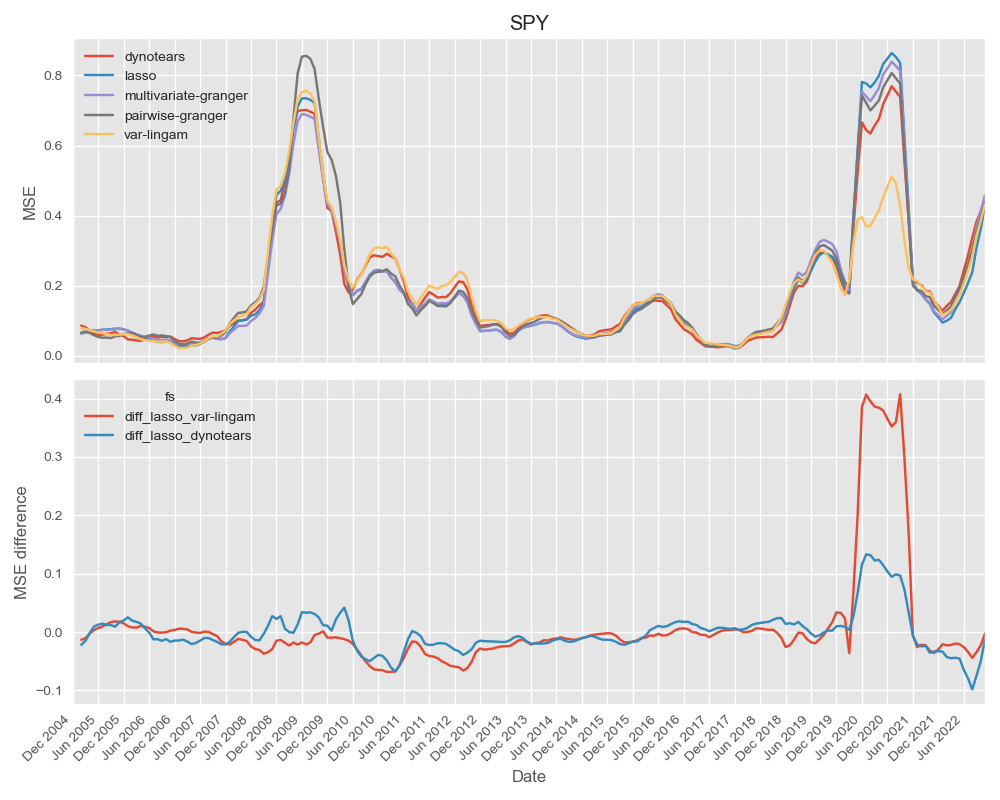 SPY
MSE
0.8
0.6
0.4
0.2
0.0
dynotears
lasso
multivariate-granger
pairwise-granger
var-lingam
MSE difference
0.4
0.3
0.2
0.1
0.0
−0.1
fs
diff_lasso_var-lingam
diff_lasso_dynotears
Dec 2004
Jun 2005
Dec 2005
Jun 2006
Dec 2006
Jun 2007
Dec 2007
Jun 2008
Dec 2008
Jun 2009
Dec 2009
Jun 2010
Dec 2010
Jun 2011
Dec 2011
Jun 2012
Dec 2012
Jun 2013
Dec 2013
Jun 2014
Dec 2014
Jun 2015
Dec 2015
Jun 2016
Dec 2016
Jun 2017
Dec 2017
Jun 2018
Dec 2018
Jun 2019
Dec 2019
Jun 2020
Dec 2020
Jun 2021
Dec 2021
Jun 2022
Date